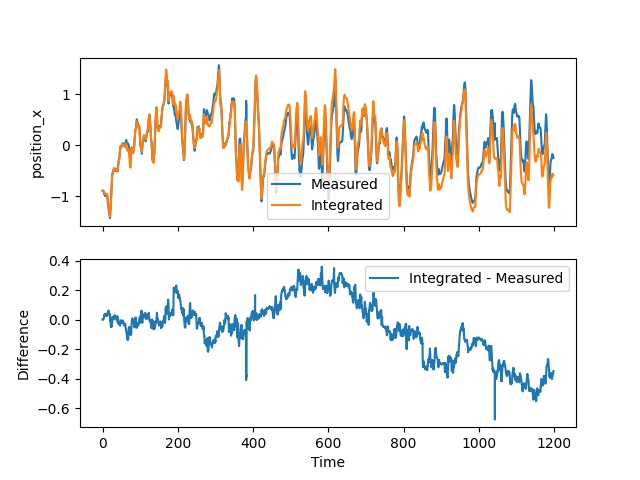 1
0
−1
position_x
Measured
Integrated
0.4
0.2
0.0
−0.2
−0.4
−0.6
Difference
Integrated - Measured
0 200 400 600 800 1000 1200
Time